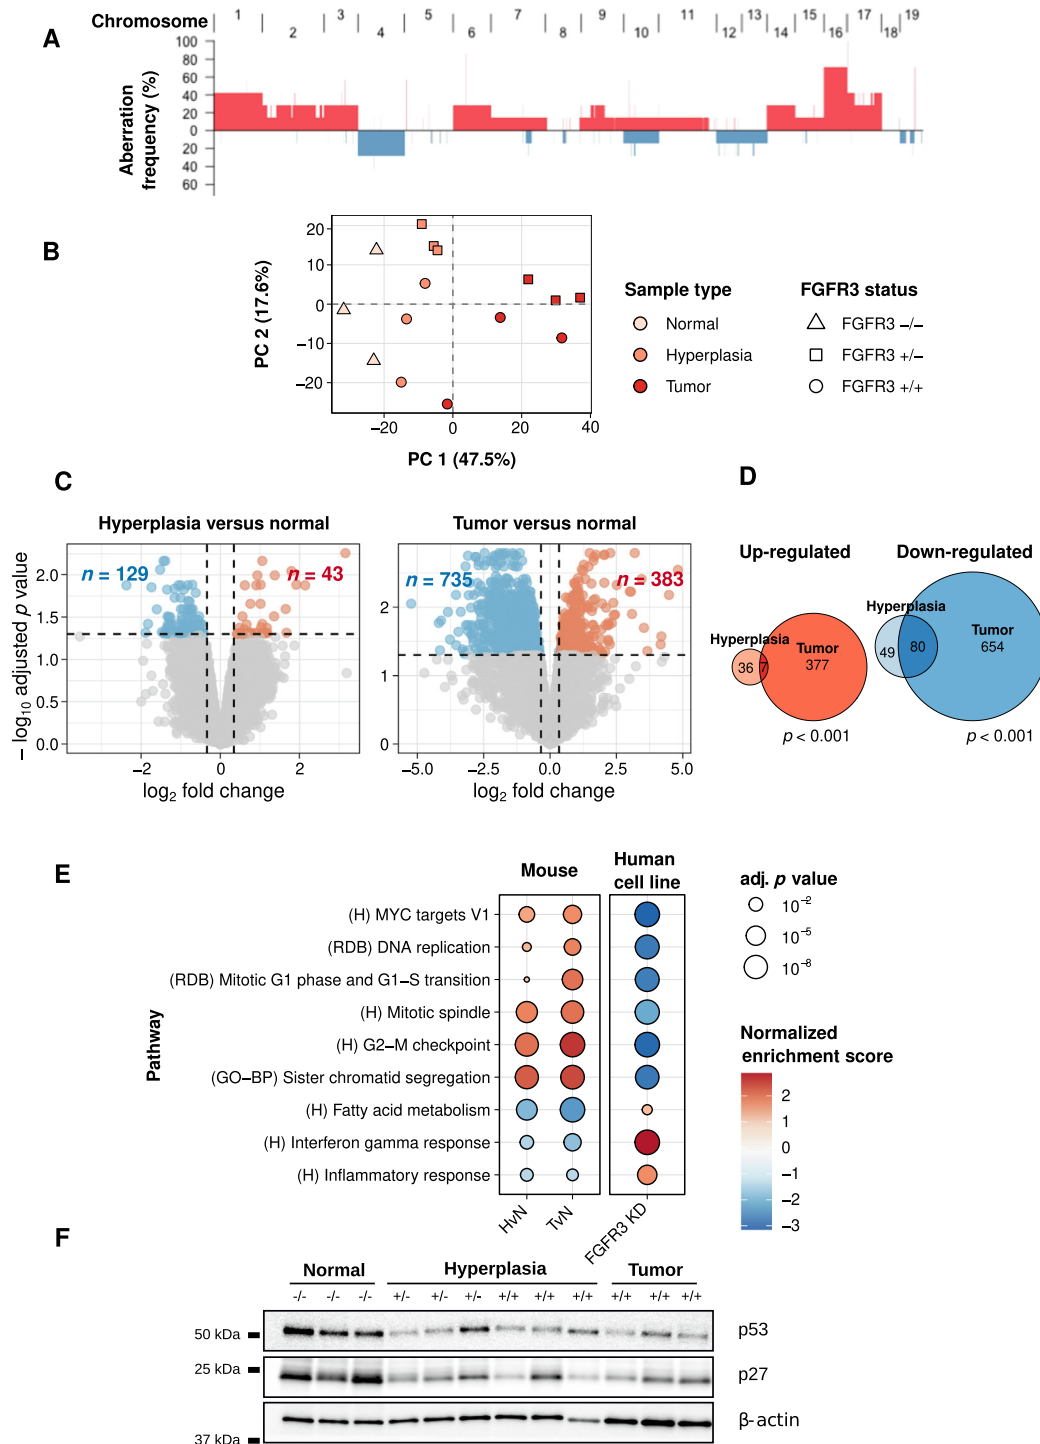 A
Chromosome
1 3 5 7 9 11 13 15 17 19
2 4 6 8 10 12 14 16 18
Aberration frequency (%)
100
80
60
40
20
0
20
40
60
B
PC 2 (17.6%)
20
10
0
−10
−20
−20 0 20 40
PC 1 (47.5%)
Sample type
Normal
Hyperplasia
Tumor
FGFR3 status
FGFR3 −/−
FGFR3 +/−
FGFR3 +/+
C
Hyperplasia versus normal
− log10 adjusted p value
2.0
1.5
1.0
0.5
0.0
n = 129
n = 43
−2 0 2
log2 fold change
Tumor versus normal
2
1
0
n = 735
n = 383
−5.0 −2.5 0.0 2.5 5.0
log2 fold change
D
Up-regulated
Hyperplasia
Tumor
36 7 377
p < 0.001
Down-regulated
Hyperplasia
Tumor
49 80 654
p < 0.001
E
Mouse
Human cell line
Pathway
(H) MYC targets V1
(RDB) DNA replication
(RDB) Mitotic G1 phase and G1−S transition
(H) Mitotic spindle
(H) G2−M checkpoint
(GO−BP) Sister chromatid segregation
(H) Fatty acid metabolism
(H) Interferon gamma response
(H) Inflammatory response
HvN TvN FGFR3 KD
adj. p value
10−2
10−5
10−8
Normalized
enrichment score
2
1
0
−1
−2
−3
F
Normal Hyperplasia Tumor
-/- -/- -/- +/- +/- +/- +/+ +/+ +/+ +/+ +/+ +/+
50 kDa p53
25 kDa p27
β-actin
37 kDa